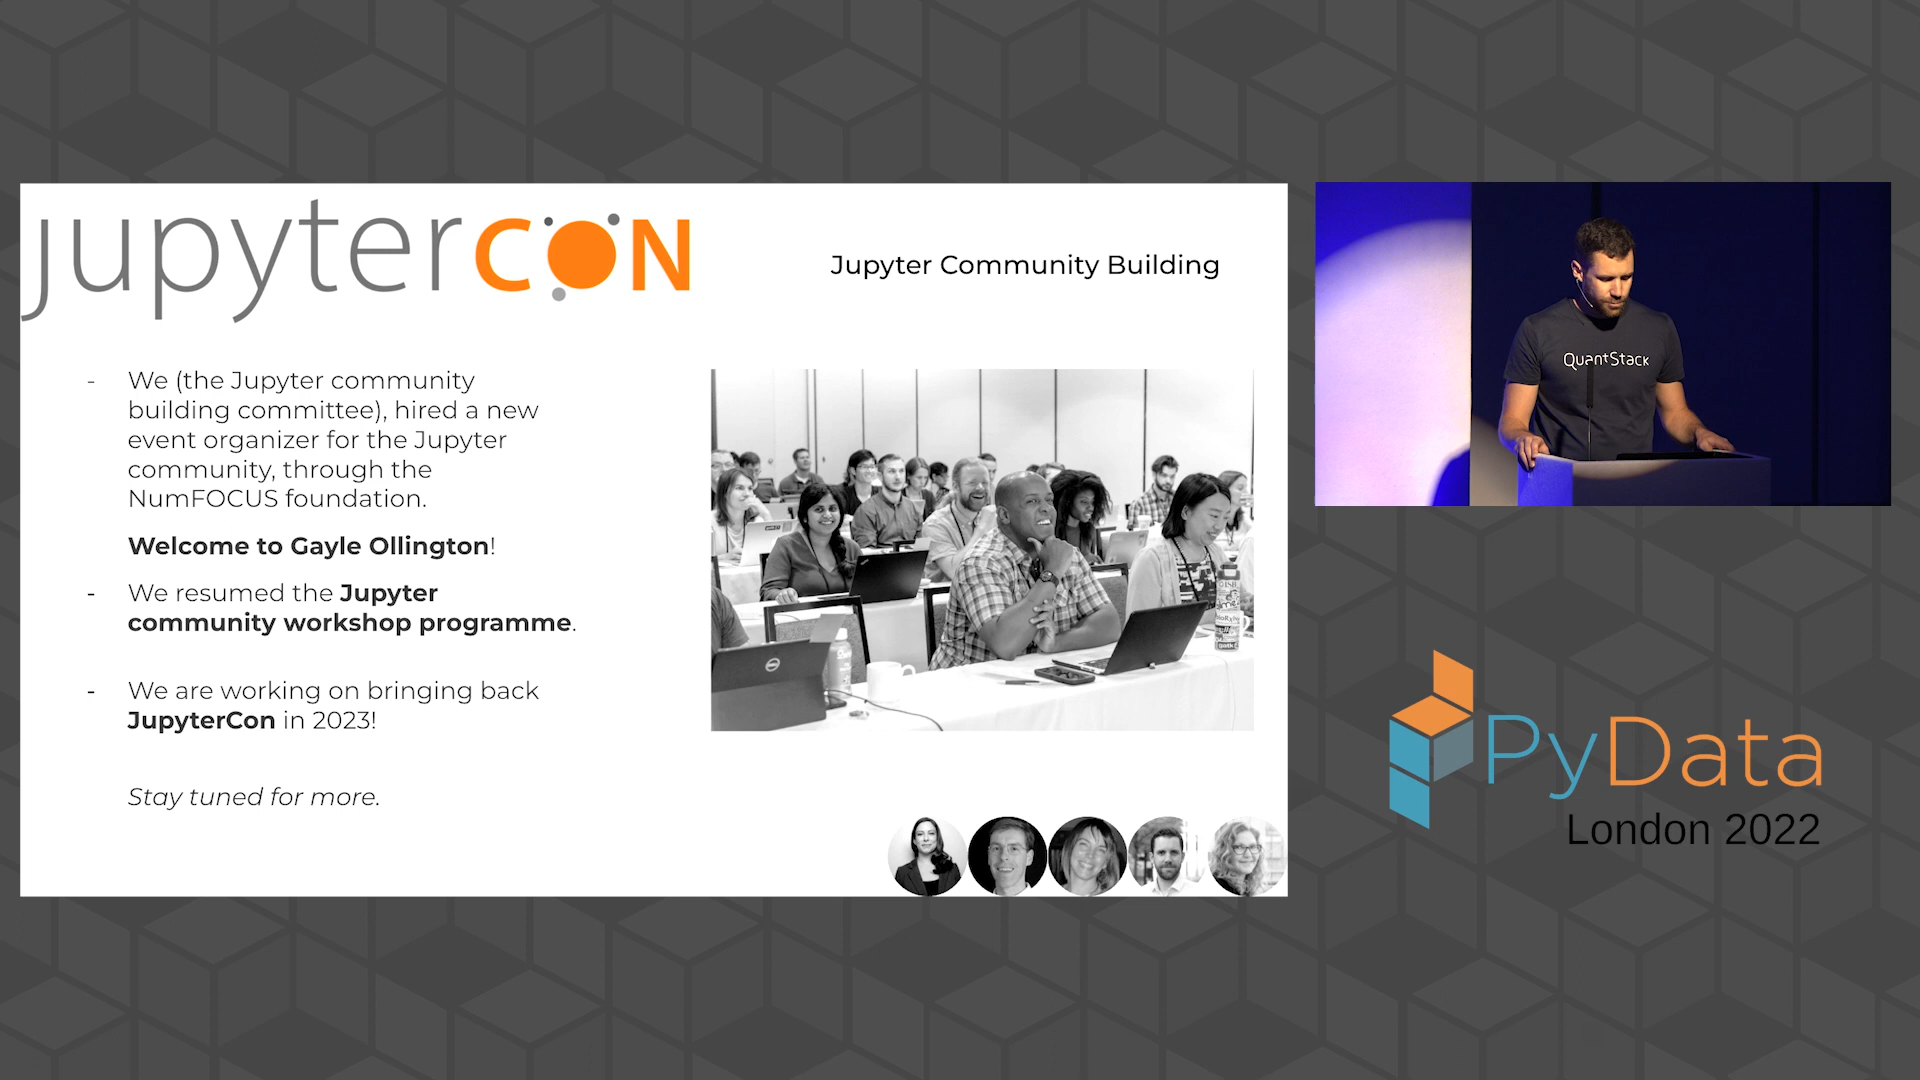 jupytercon
Jupyter Community Building
- We (the Jupyter community
building committee), hired a new
event organizer for the Jupyter
community, through the
NumFOCUS foundation.
Welcome to Gayle Ollington!
- We resumed the Jupyter
community workshop programme.
- We are working on bringing back
JupyterCon in 2023!
Stay tuned for more.
QuantStack
PyData
London 2022